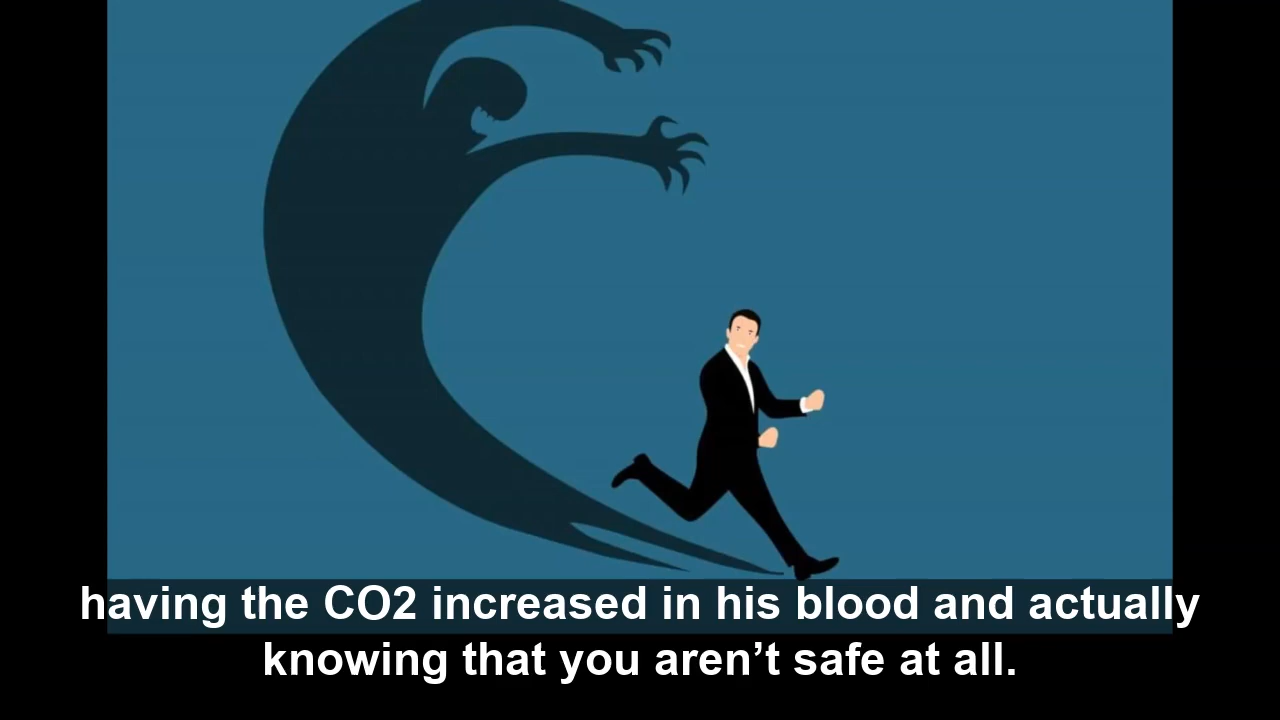 having the CO2 increased in his blood and actually
knowing that you aren’t safe at all.